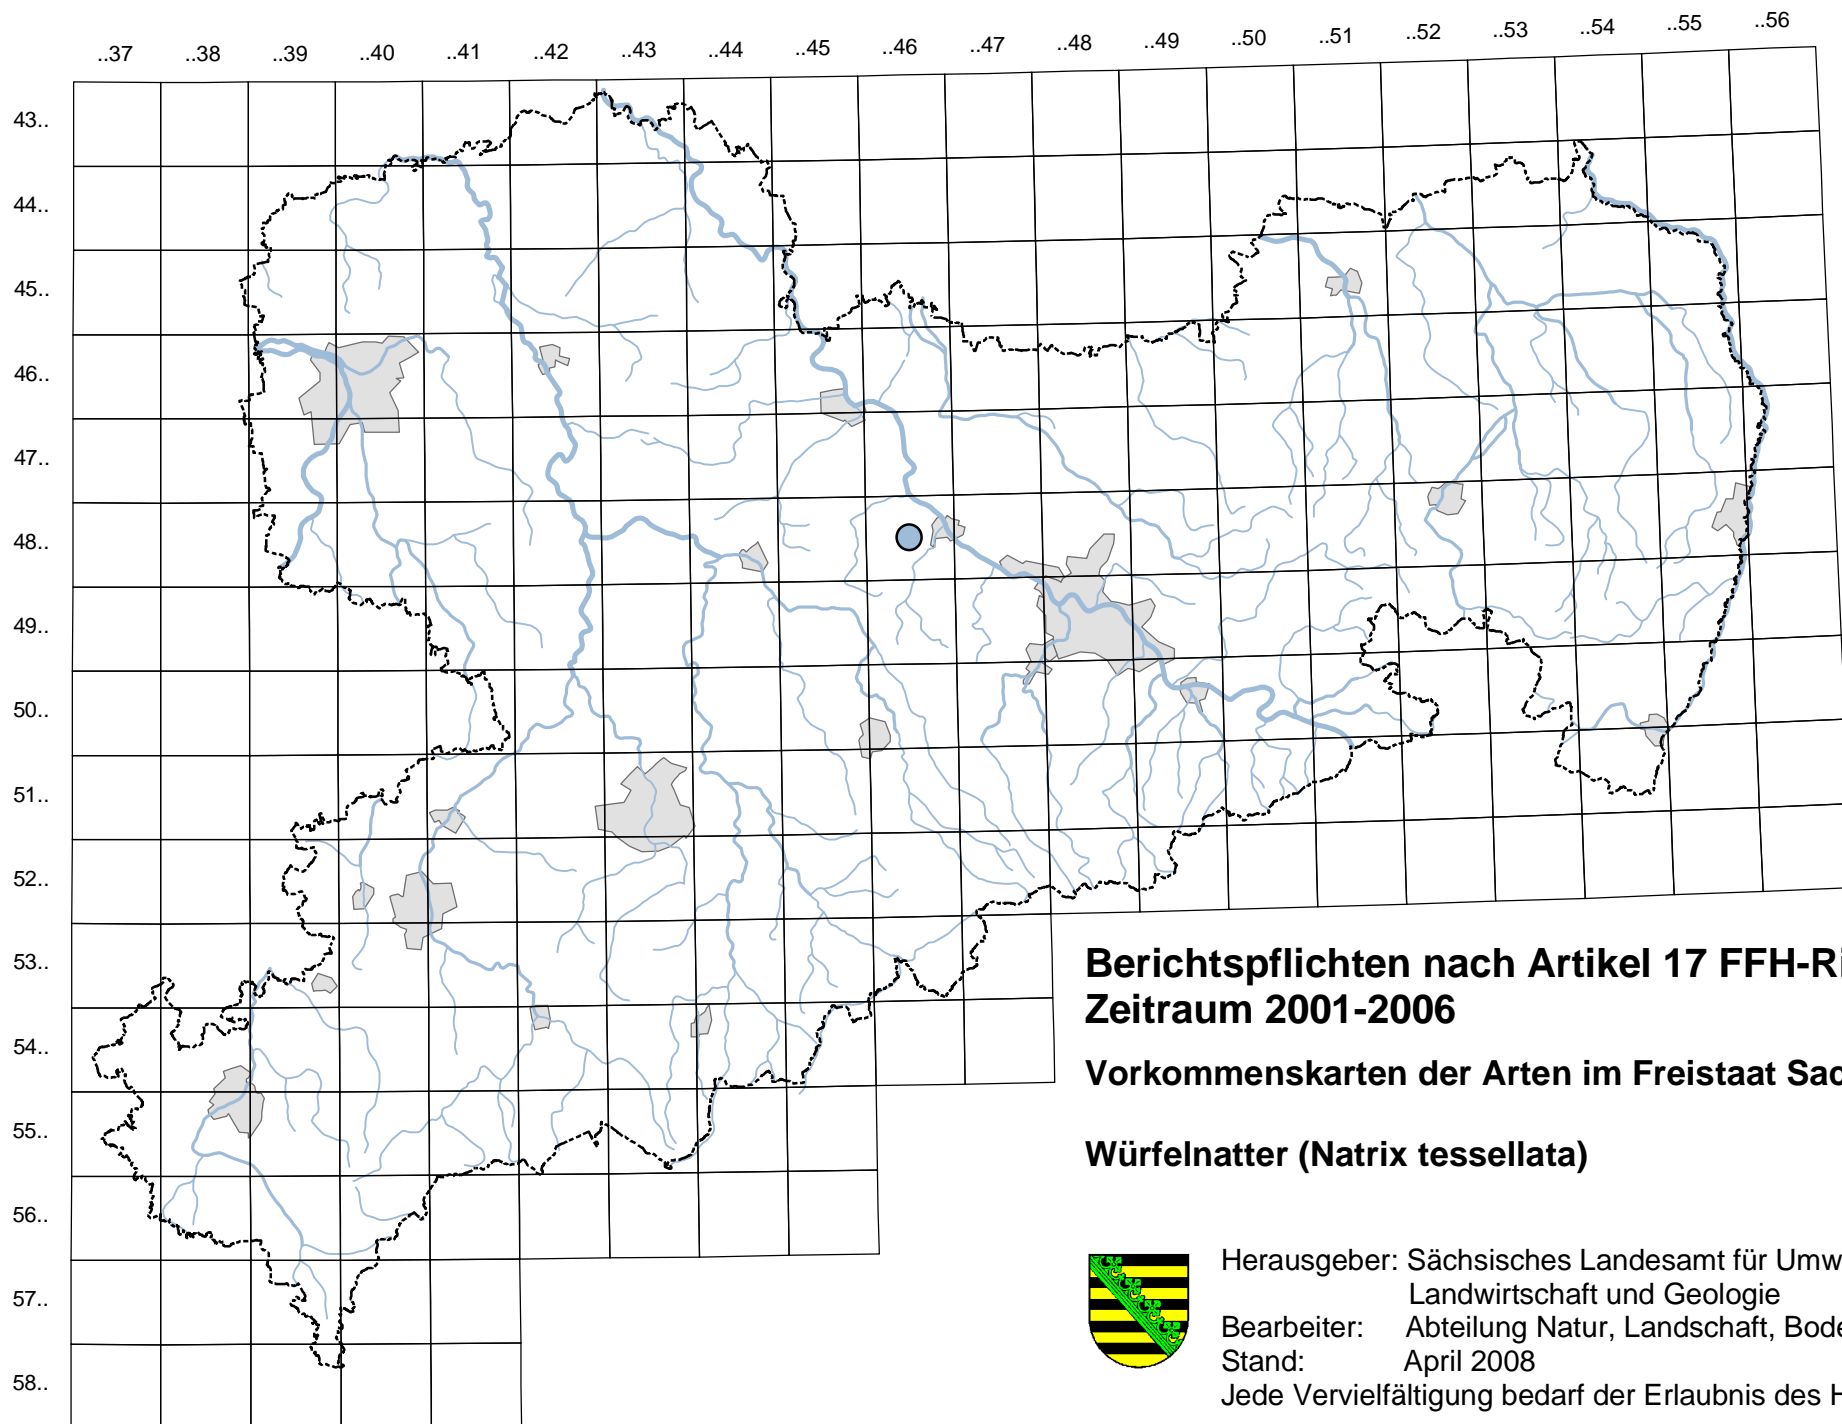 ..37 ..38 ..39 ..40 ..41 ..42 ..43 ..44 ..45 ..46 ..47 ..48 ..49 ..50 ..51 ..52 ..53 ..54 ..55 ..56
43..
44..
45..
46..
47..
48..
49..
50..
51..
52..
53..
54..
55..
56..
57..
58..
Berichtspflichten nach Artikel 17 FFH-Ri
Zeitraum 2001-2006
Vorkommenskarten der Arten im Freistaat Sac
Würfelnatter (Natrix tessellata)
Herausgeber: Sächsisches Landesamt für Umw
Landwirtschaft und Geologie
Bearbeiter: Abteilung Natur, Landschaft, Bode
Stand: April 2008
Jede Vervielfältigung bedarf der Erlaubnis des H